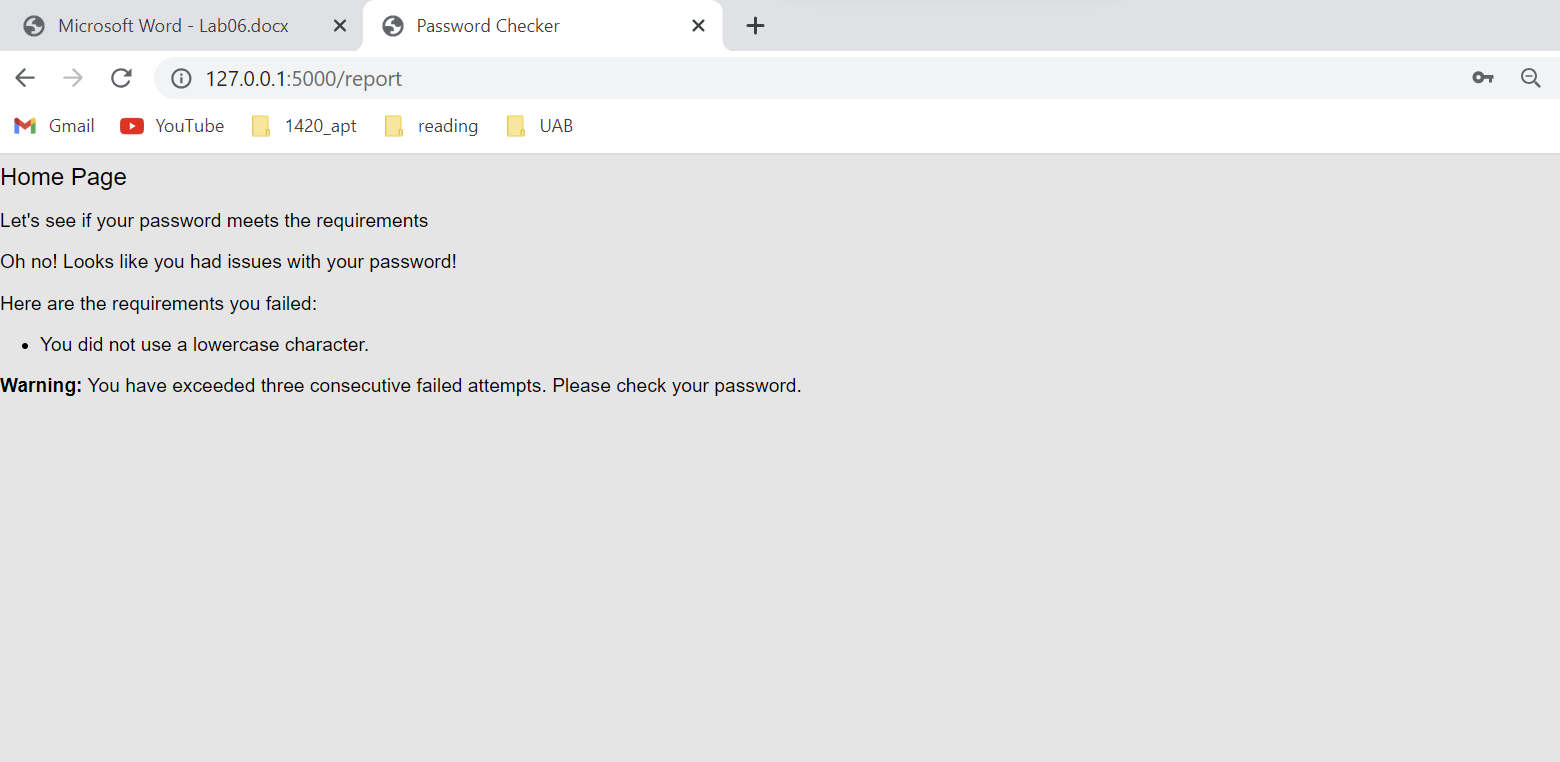 Microsoft Word - Lab06.docx
Password Checker
127.0.0.1:5000/report
Gmail YouTube 1420_apt reading UAB
Home Page
Let's see if your password meets the requirements
Oh no! Looks like you had issues with your password!
Here are the requirements you failed:
• You did not use a lowercase character.
Warning: You have exceeded three consecutive failed attempts. Please check your password.